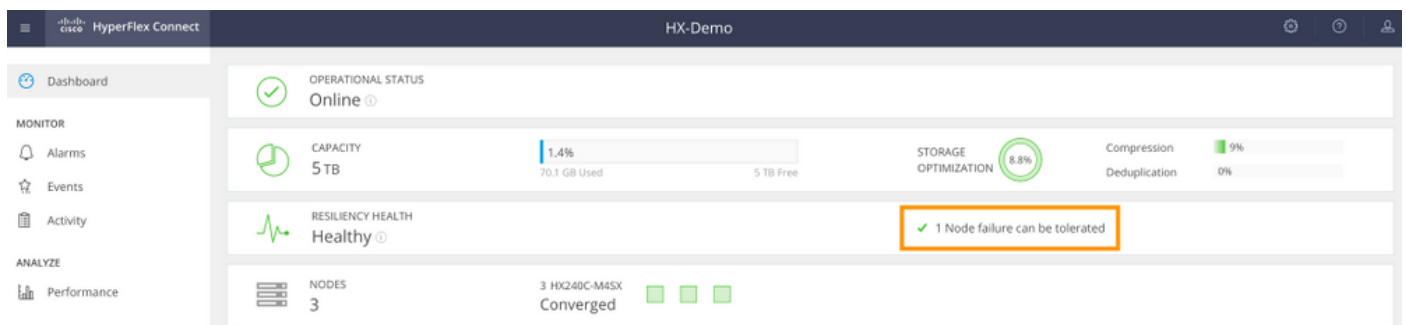 cisco HyperFlex Connect
HX-Demo
Dashboard
MONITOR
Alarms
Events
Activity
ANALYZE
Performance
OPERATIONAL STATUS
Online
CAPACITY
5 TB
1.4%
70.1 GB Used
5 TB Free
STORAGE
OPTIMIZATION
8.8%
Compression
9%
Deduplication
0%
RESILIENCY HEALTH
Healthy
1 Node failure can be tolerated
NODES
3
3 HX240C-M4SX
Converged